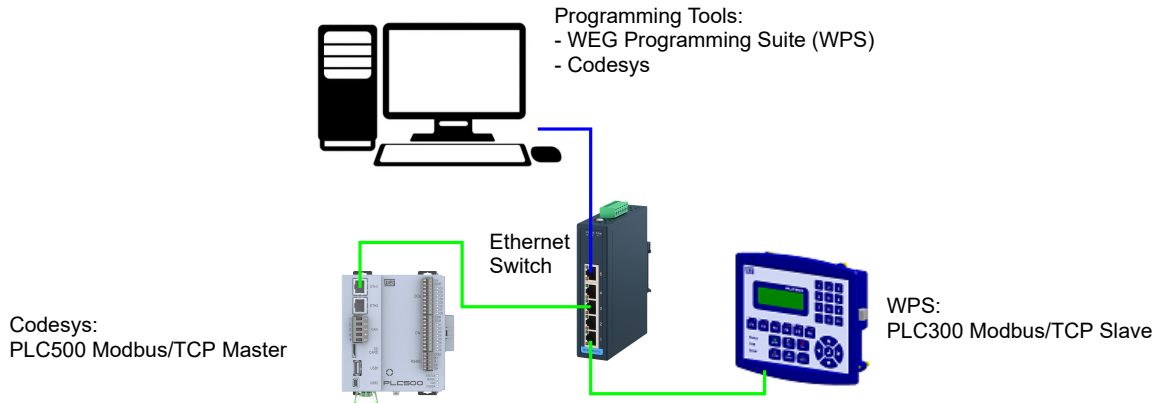 Programming Tools:
- WEG Programming Suite (WPS)
- Codesys
Ethernet
Switch
Codesys:
PLC500 Modbus/TCP Master
PLC500
WPS:
PLC300 Modbus/TCP Slave